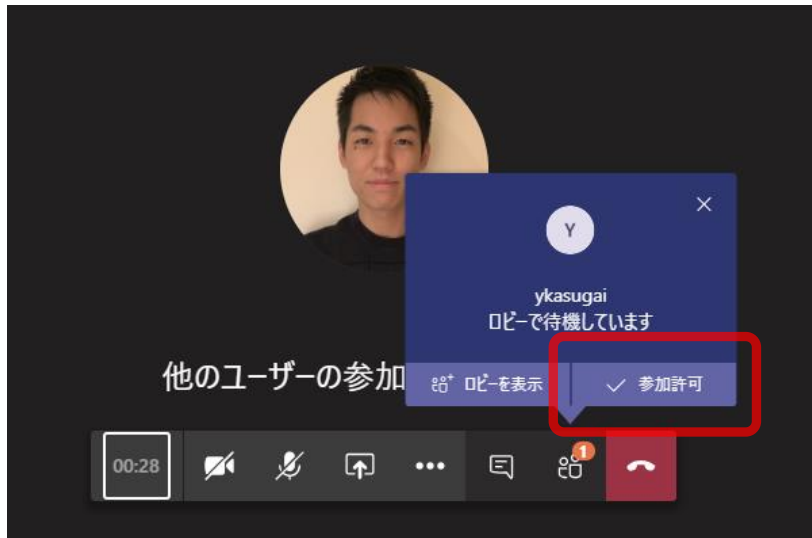 Y
ykasugai
ロビーで待機しています
他のユーザーの参加
ロビーを表示
参加許可
00:28
1